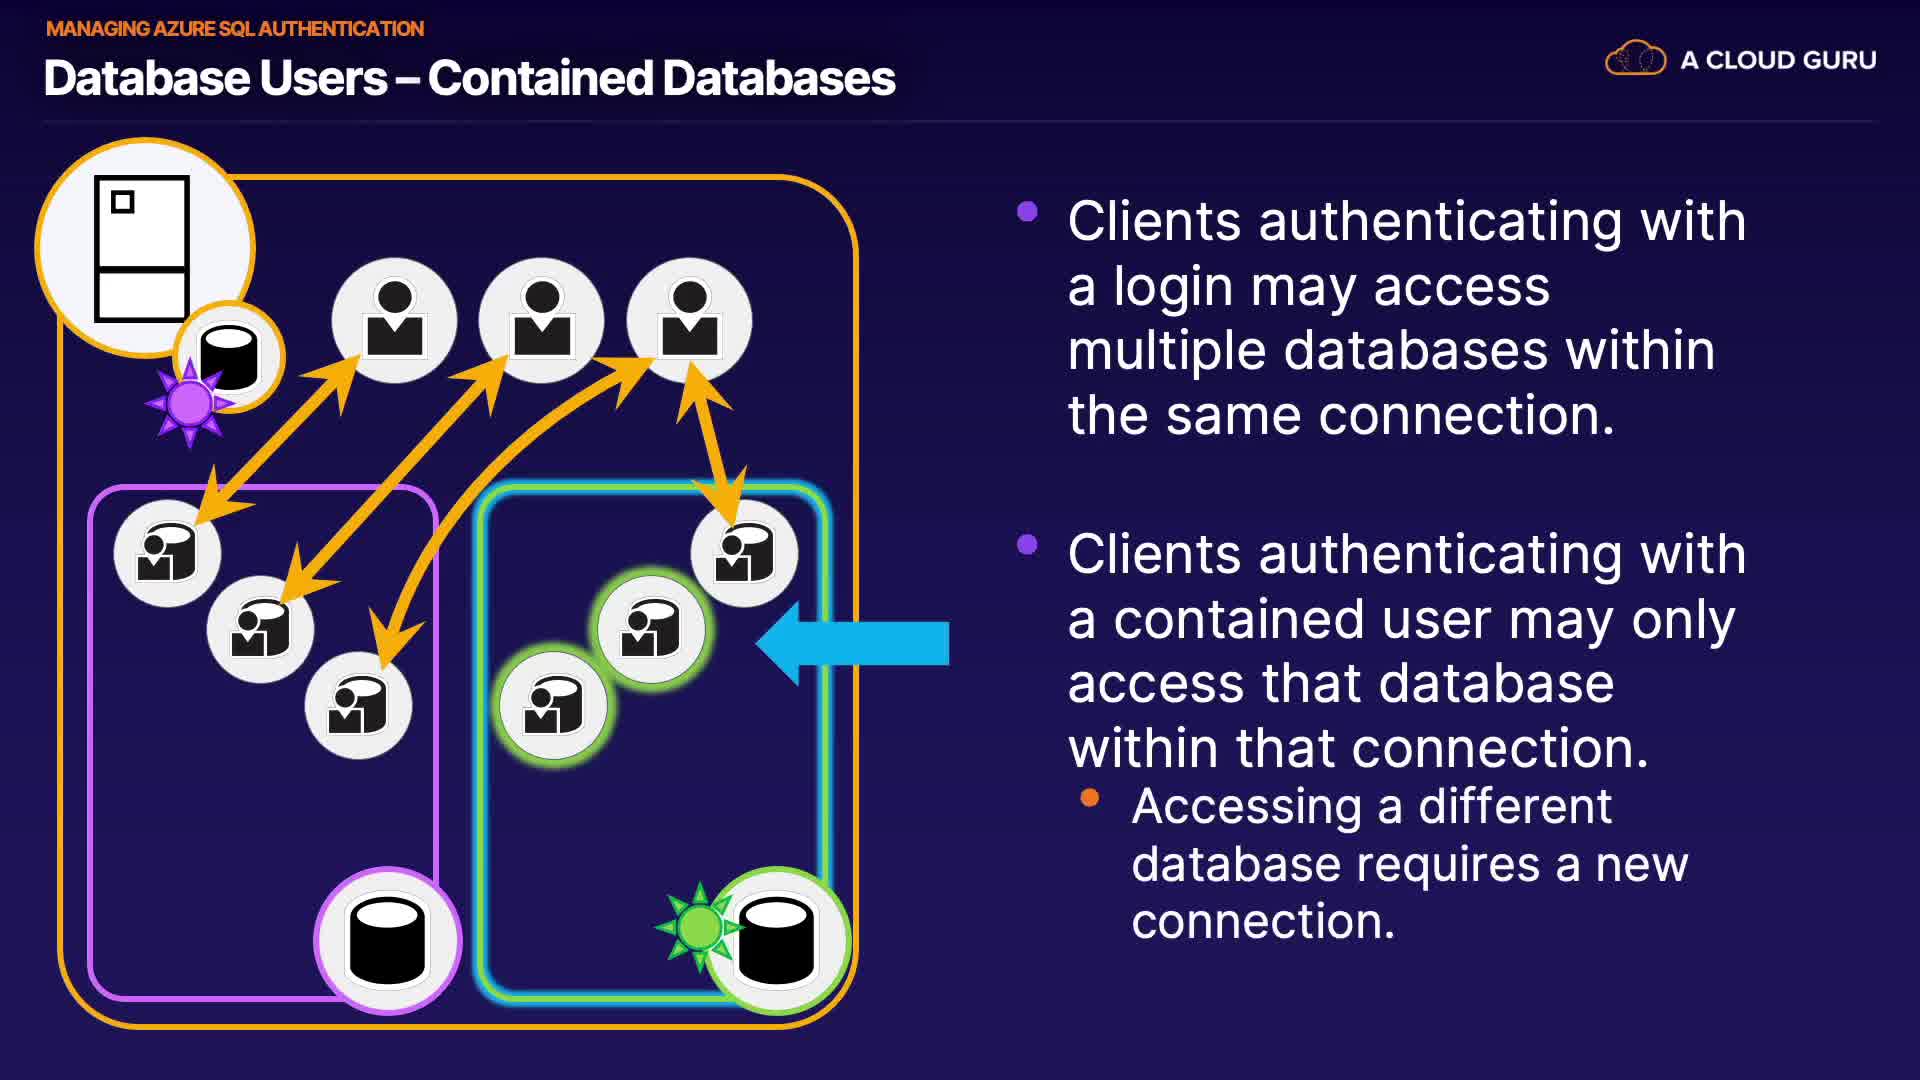 MANAGING AZURE SQL AUTHENTICATION
Database Users – Contained Databases
A CLOUD GURU
Clients authenticating with
a login may access
multiple databases within
the same connection.
Clients authenticating with
a contained user may only
access that database
within that connection.
Accessing a different
database requires a new
connection.